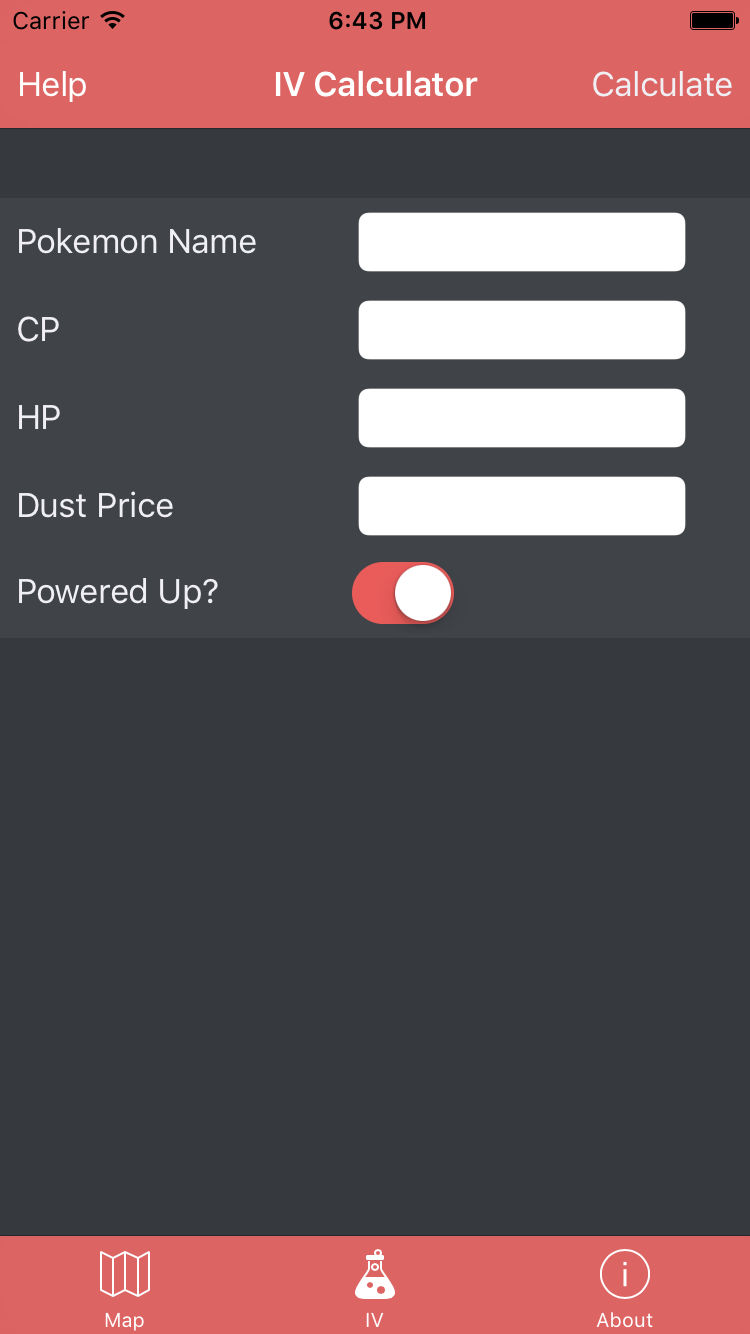 Carrier 6:43 PM
Help IV Calculator Calculate
Pokemon Name
CP
HP
Dust Price
Powered Up?
Map IV About